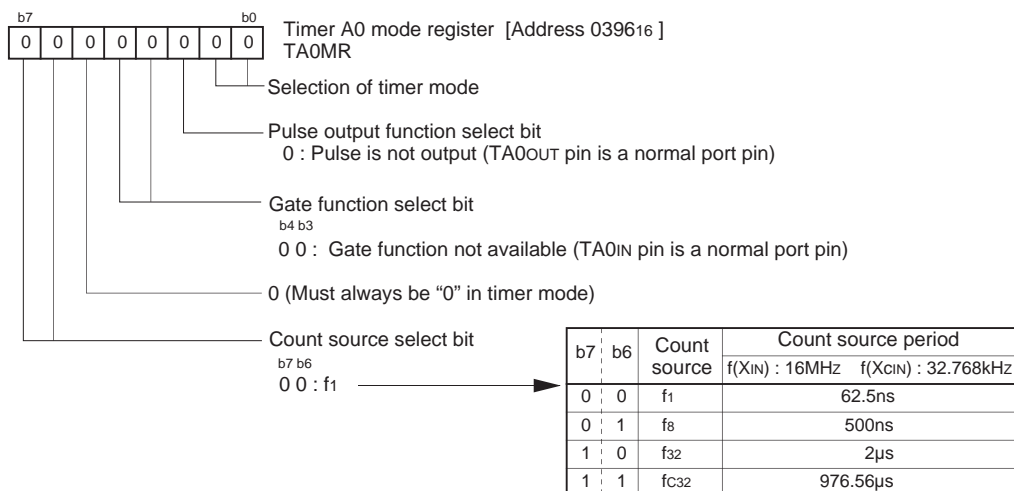 b7 b0
0 0 0 0 0 0 0 0
Timer A0 mode register [Address 039616 ]
TA0MR
Selection of timer mode
Pulse output function select bit
0 : Pulse is not output (TA0OUT pin is a normal port pin)
Gate function select bit
b4 b3
0 0 : Gate function not available (TA0IN pin is a normal port pin)
0 (Must always be “0” in timer mode)
Count source select bit
b7 b6
0 0 : f1
b7 b6 Count source Count source period
f(XIN) : 16MHz f(XcIN) : 32.768kHz
0 0 f1 62.5ns
0 1 f8 500ns
1 0 f32 2µs
1 1 fC32 976.56µs